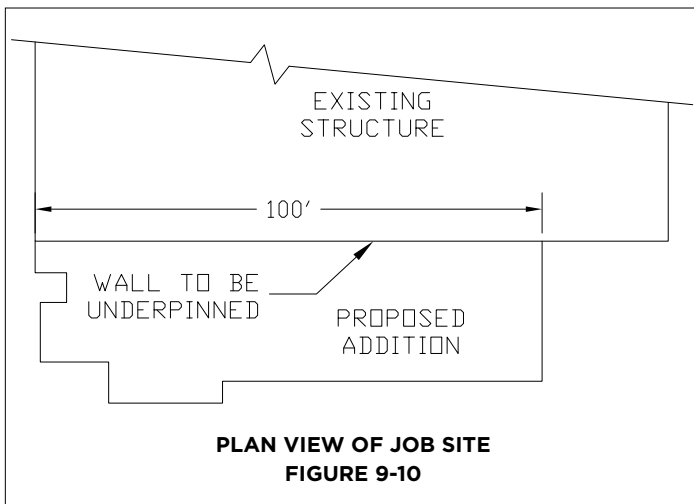 EXISTING
STRUCTURE
100'
WALL TO BE
UNDERPINNED
PROPOSED
ADDITION
PLAN VIEW OF JOB SITE
FIGURE 9-10